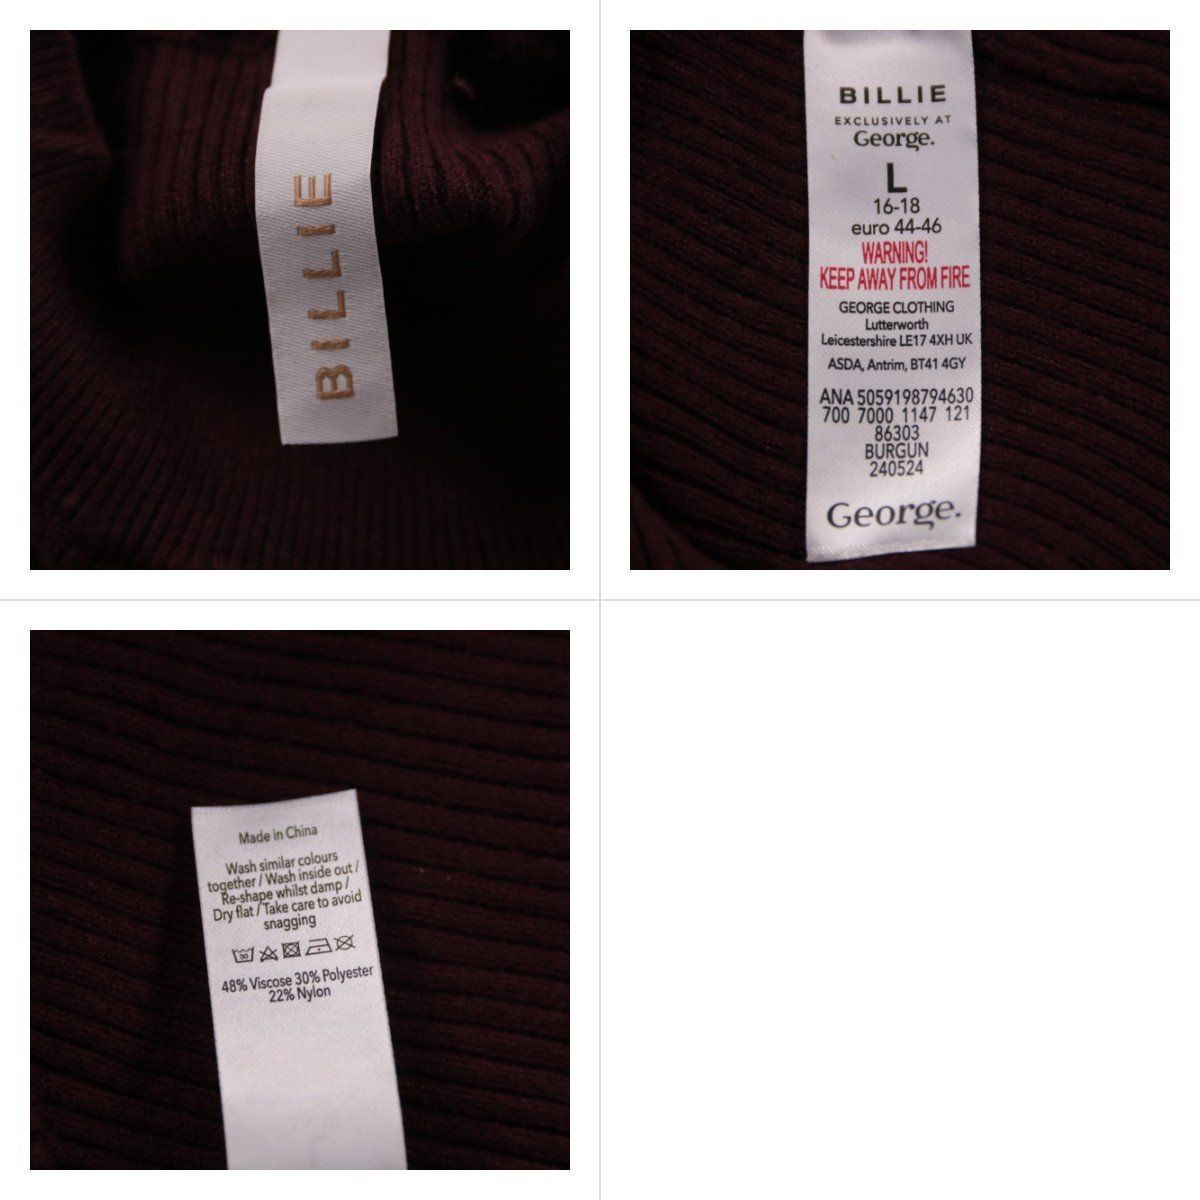 BILLIE
BILLIE
EXCLUSIVELY AT
George.
L
16-18
euro 44-46
WARNING!
KEEP AWAY FROM FIRE
GEORGE CLOTHING
Lutterworth
Leicestershire LE17 4XH UK
ASDA, Antrim, BT41 4GY
ANA 5059198794630
700 7000 1147 121
86303
BURGUN
240524
George.
Made in China
Wash similar colours
together / Wash inside out /
Re-shape whilst damp /
Dry flat / Take care to avoid
snagging
30
48% Viscose 30% Polyester
22% Nylon